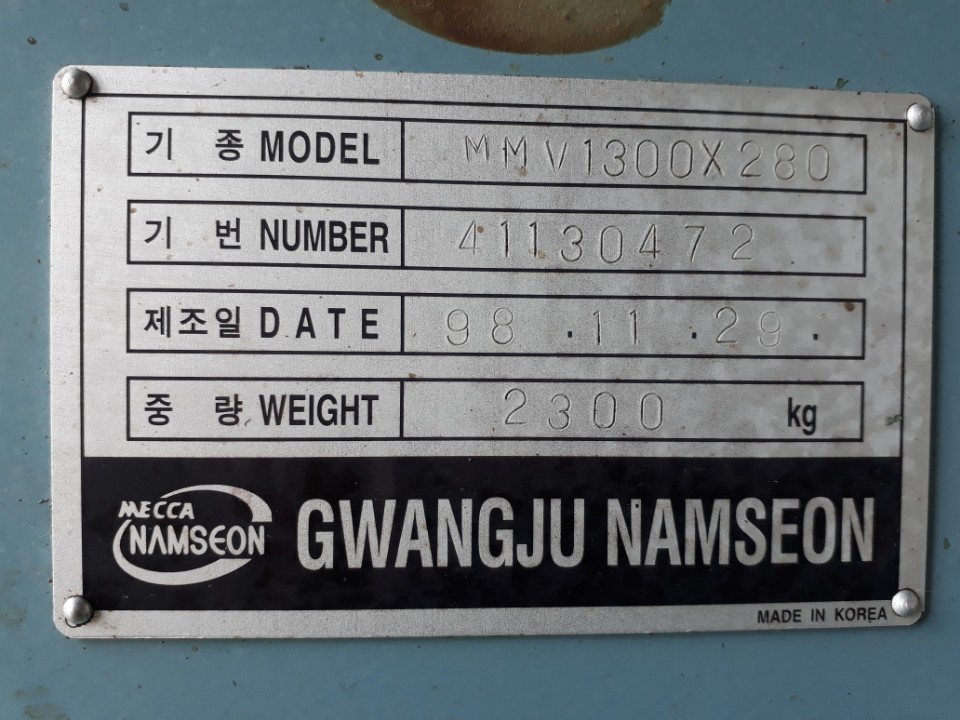 기 종 MODEL MMV1300X280
기 번 NUMBER 41130472
제조일 DATE 98 .11 .29.
중 량 WEIGHT 2300 kg
MECCA
NAMSEON
GWANGJU NAMSEON
MADE IN KOREA